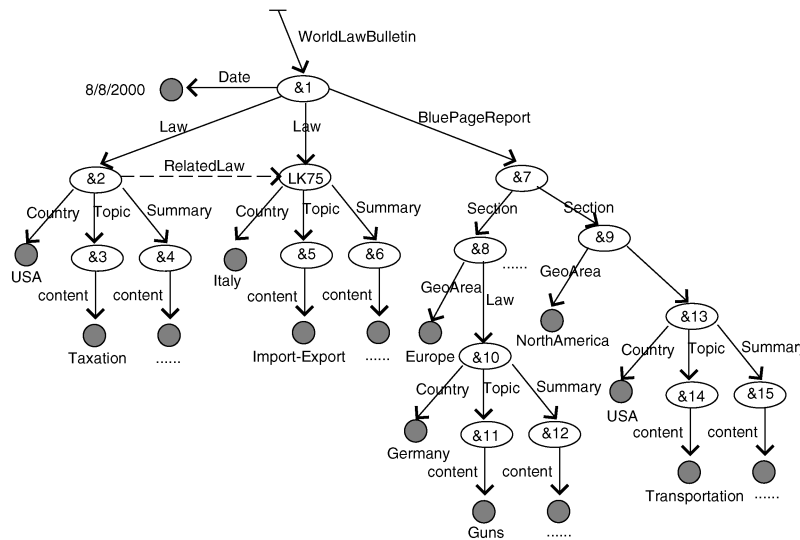 WorldLawBulletin
8/8/2000
Date
&1
BluePageReport
Law
Law
RelatedLaw
&2
LK75
&7
Country
Topic
Summary
Country
Topic
Summary
Section
Section
&3
&4
&5
&6
&8
......
&9
USA
Italy
GeoArea
Law
GeoArea
content
content
content
content
&13
Taxation
......
Import-Export
......
Europe
NorthAmerica
&10
Country
Topic
Summary
Country
Topic
Summary
&14
&15
USA
&11
&12
content
content
Germany
content
content
Transportation
......
Guns
......